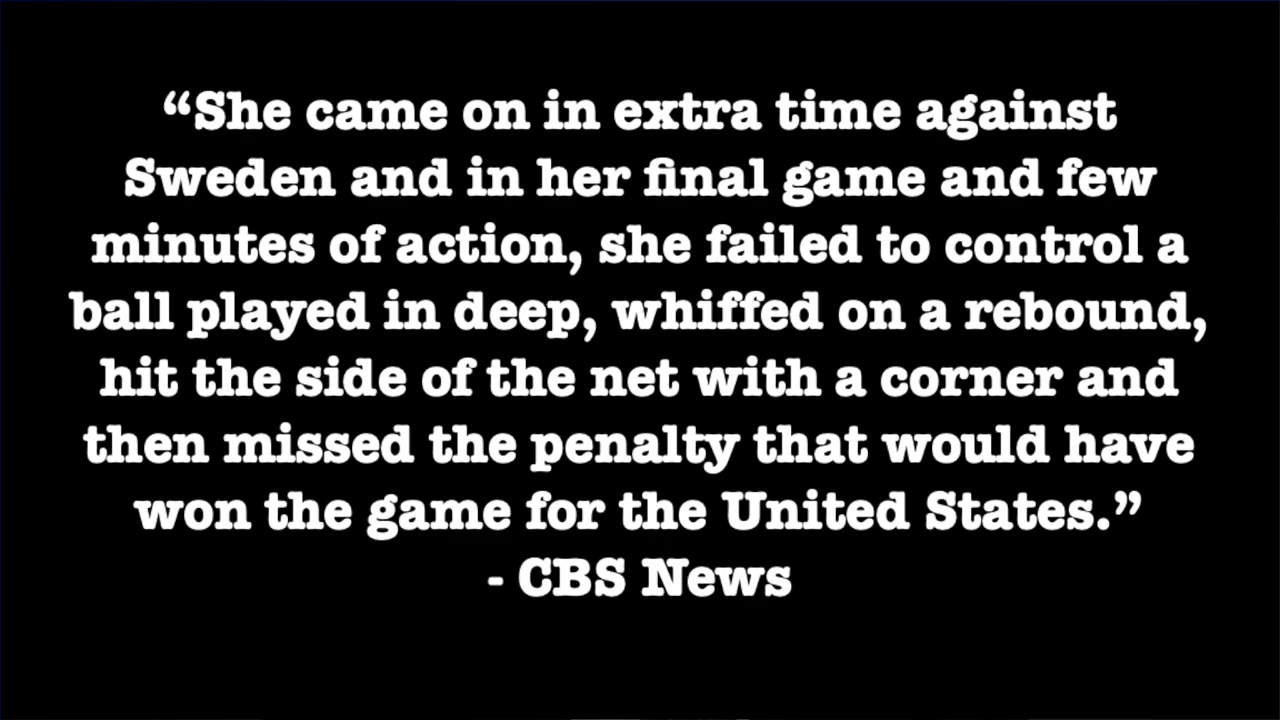 “She came on in extra time against
Sweden and in her final game and few
minutes of action, she failed to control a
ball played in deep, whiffed on a rebound,
hit the side of the net with a corner and
then missed the penalty that would have
won the game for the United States.”
- CBS News